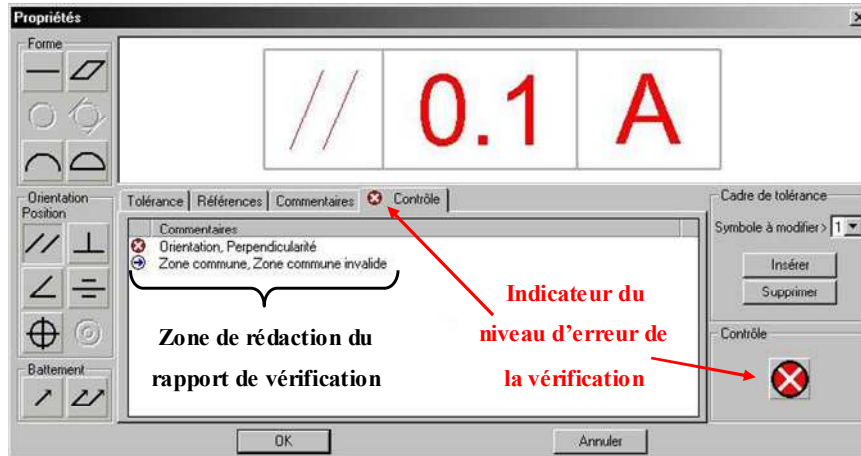 Propriétés
Forme
// 0.1 A
Orientation
Position
Battement
Tolérance Références Commentaires Contrôle
Commentaires
Orientation, Perpendicularité
Zone commune, Zone commune invalide
Zone de rédaction du
rapport de vérification
Indicateur du
niveau d'erreur de
la vérification
Cadre de tolérance
Symbole à modifier > 1
Insérer
Supprimer
Contrôle
OK Annuler